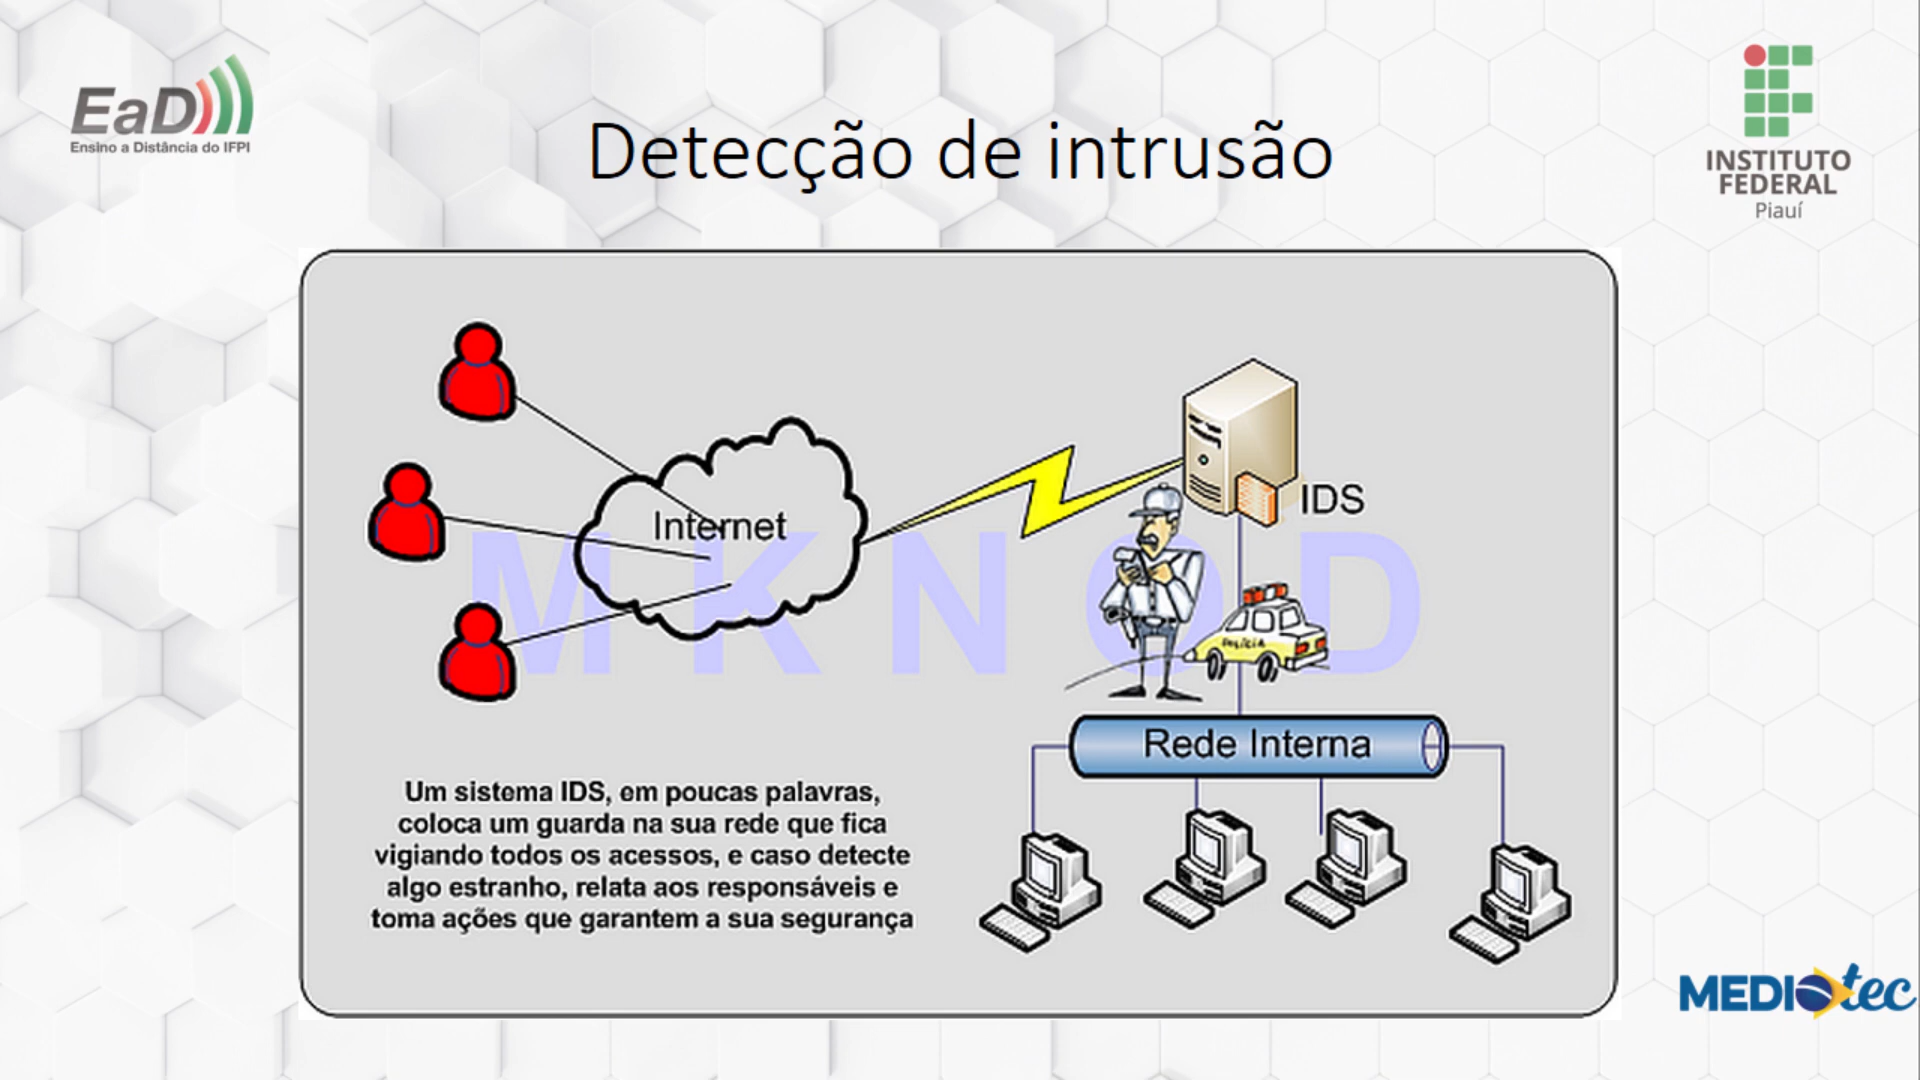 EaD
Ensino a Distância do IFPI
Detecção de intrusão
INSTITUTO
FEDERAL
Piauí
Internet
IDS
MKNOD
POLÍCIA
Rede Interna
Um sistema IDS, em poucas palavras,
coloca um guarda na sua rede que fica
vigiando todos os acessos, e caso detecte
algo estranho, relata aos responsáveis e
toma ações que garantem a sua segurança
MEDIOtec